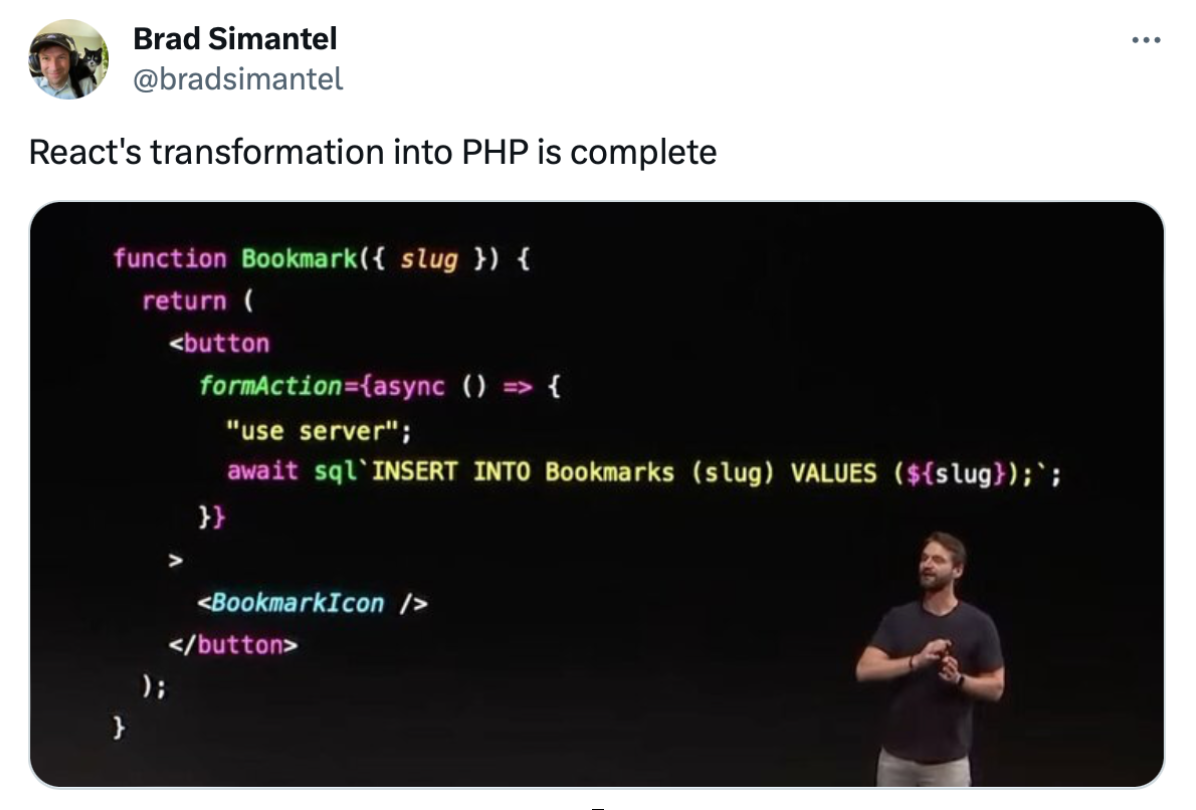 Brad Simantel
@bradsimantel
React's transformation into PHP is complete
function Bookmark({ slug }) {
return (
<button
formAction={async () => {
"use server";
await sql`INSERT INTO Bookmarks (slug) VALUES (${slug});`;
}}
>
<BookmarkIcon />
</button>
);
}